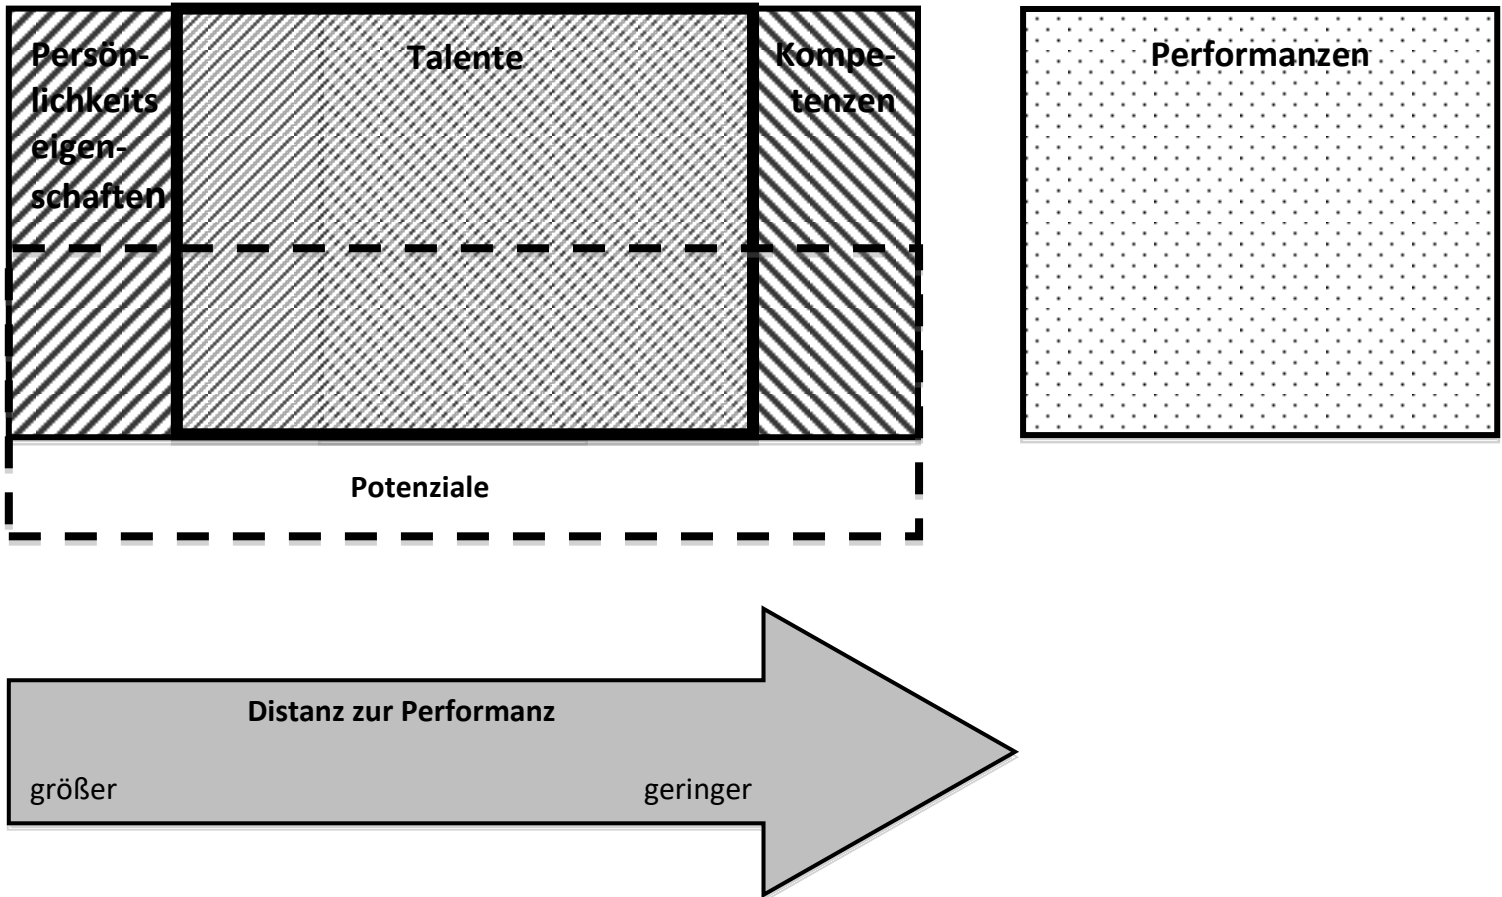 Persön-
lichkeits
eigen-
schaften
Talente
Kompe-
tenzen
Performanzen
Potenziale
Distanz zur Performanz
größer
geringer